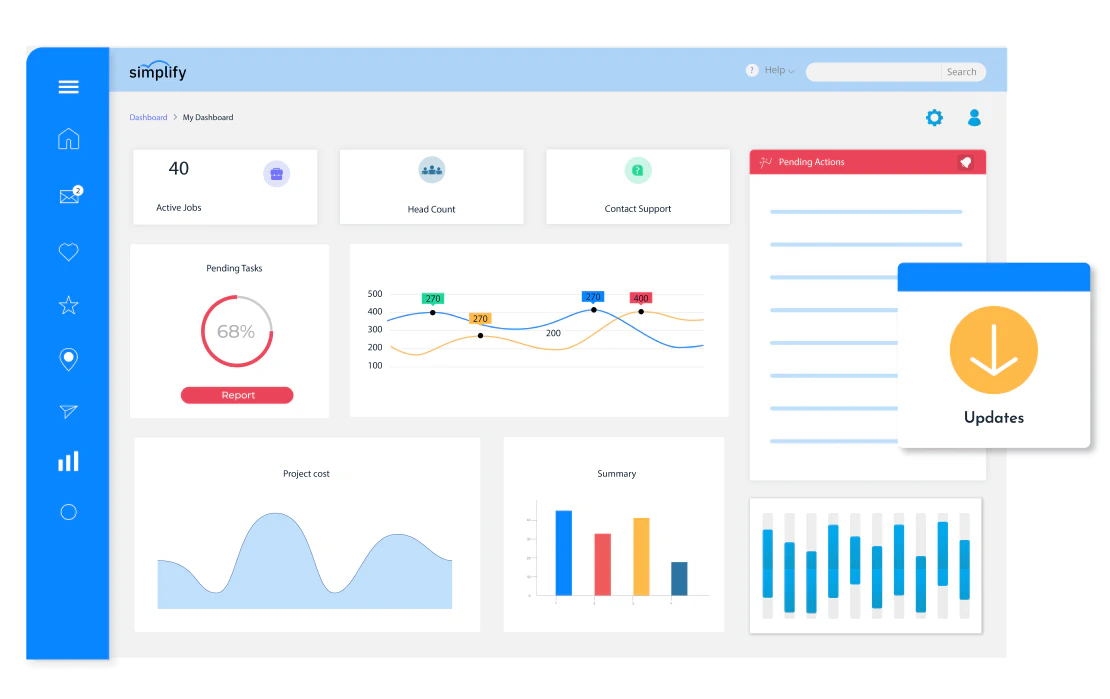 simplify
? Help
Search
Dashboard > My Dashboard
40
Active Jobs
Head Count
?
Contact Support
Pending Actions
2
Pending Tasks
68%
Report
500
400
300
200
100
270
270
270
400
200
Updates
Project cost
Summary